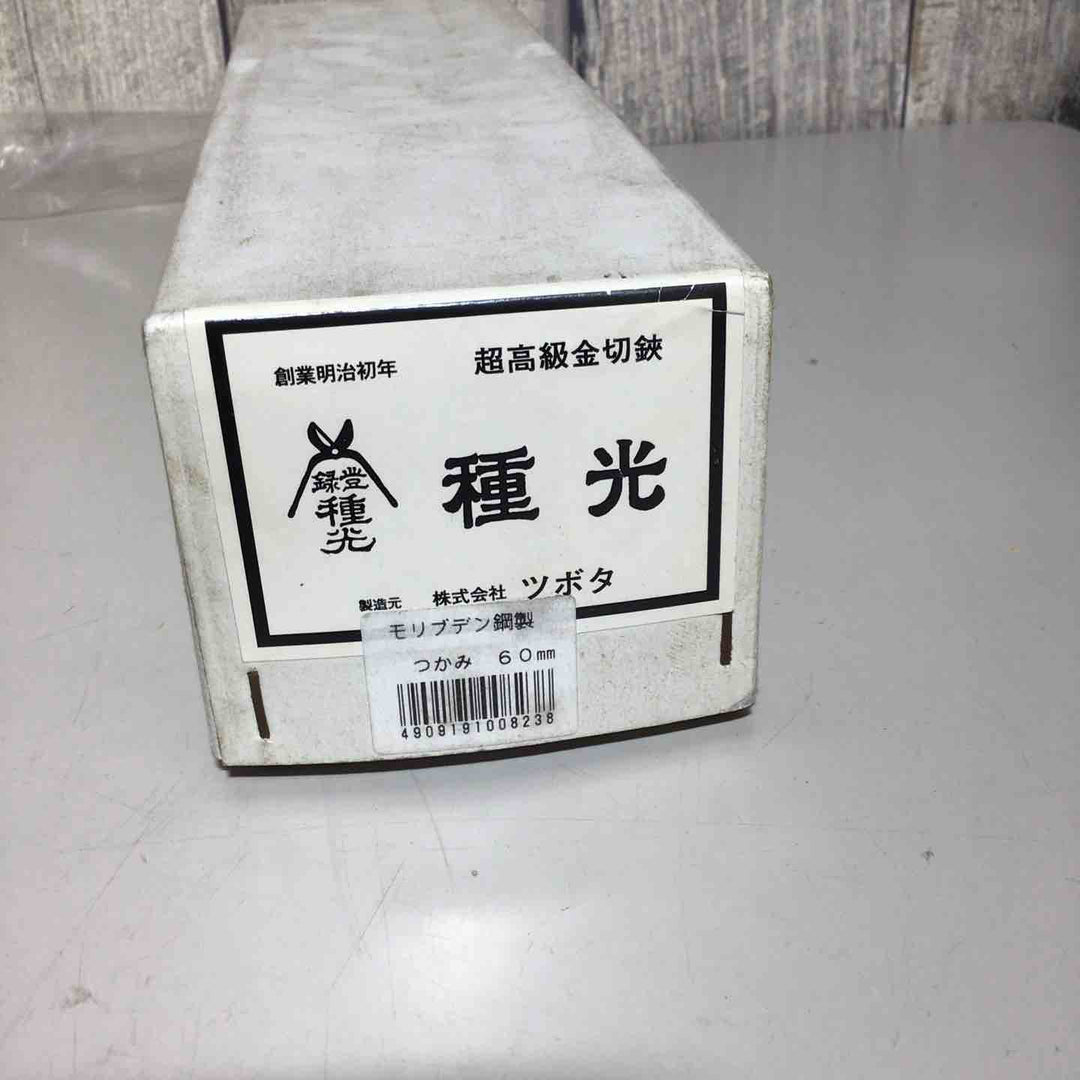 創業明治初年
超高級金切鋏
登録
種光
種光
製造元 株式会社 ツボタ
モリブデン鋼製
つかみ 60mm
4909191008238